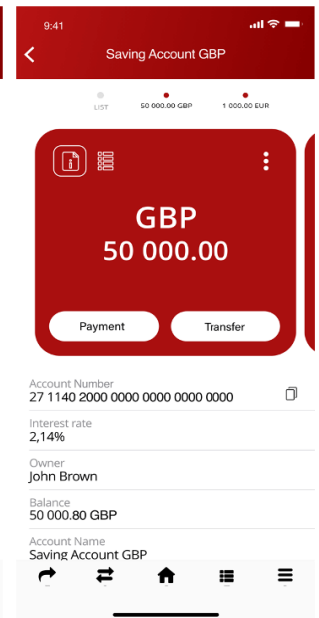 9:41
Saving Account GBP
LIST
50 000.00 GBP
1 000.00 EUR
GBP
50 000.00
Payment
Transfer
Account Number
27 1140 2000 0000 0000 0000 0000
Interest rate
2,14%
Owner
John Brown
Balance
50 000.80 GBP
Account Name
Saving Account GBP